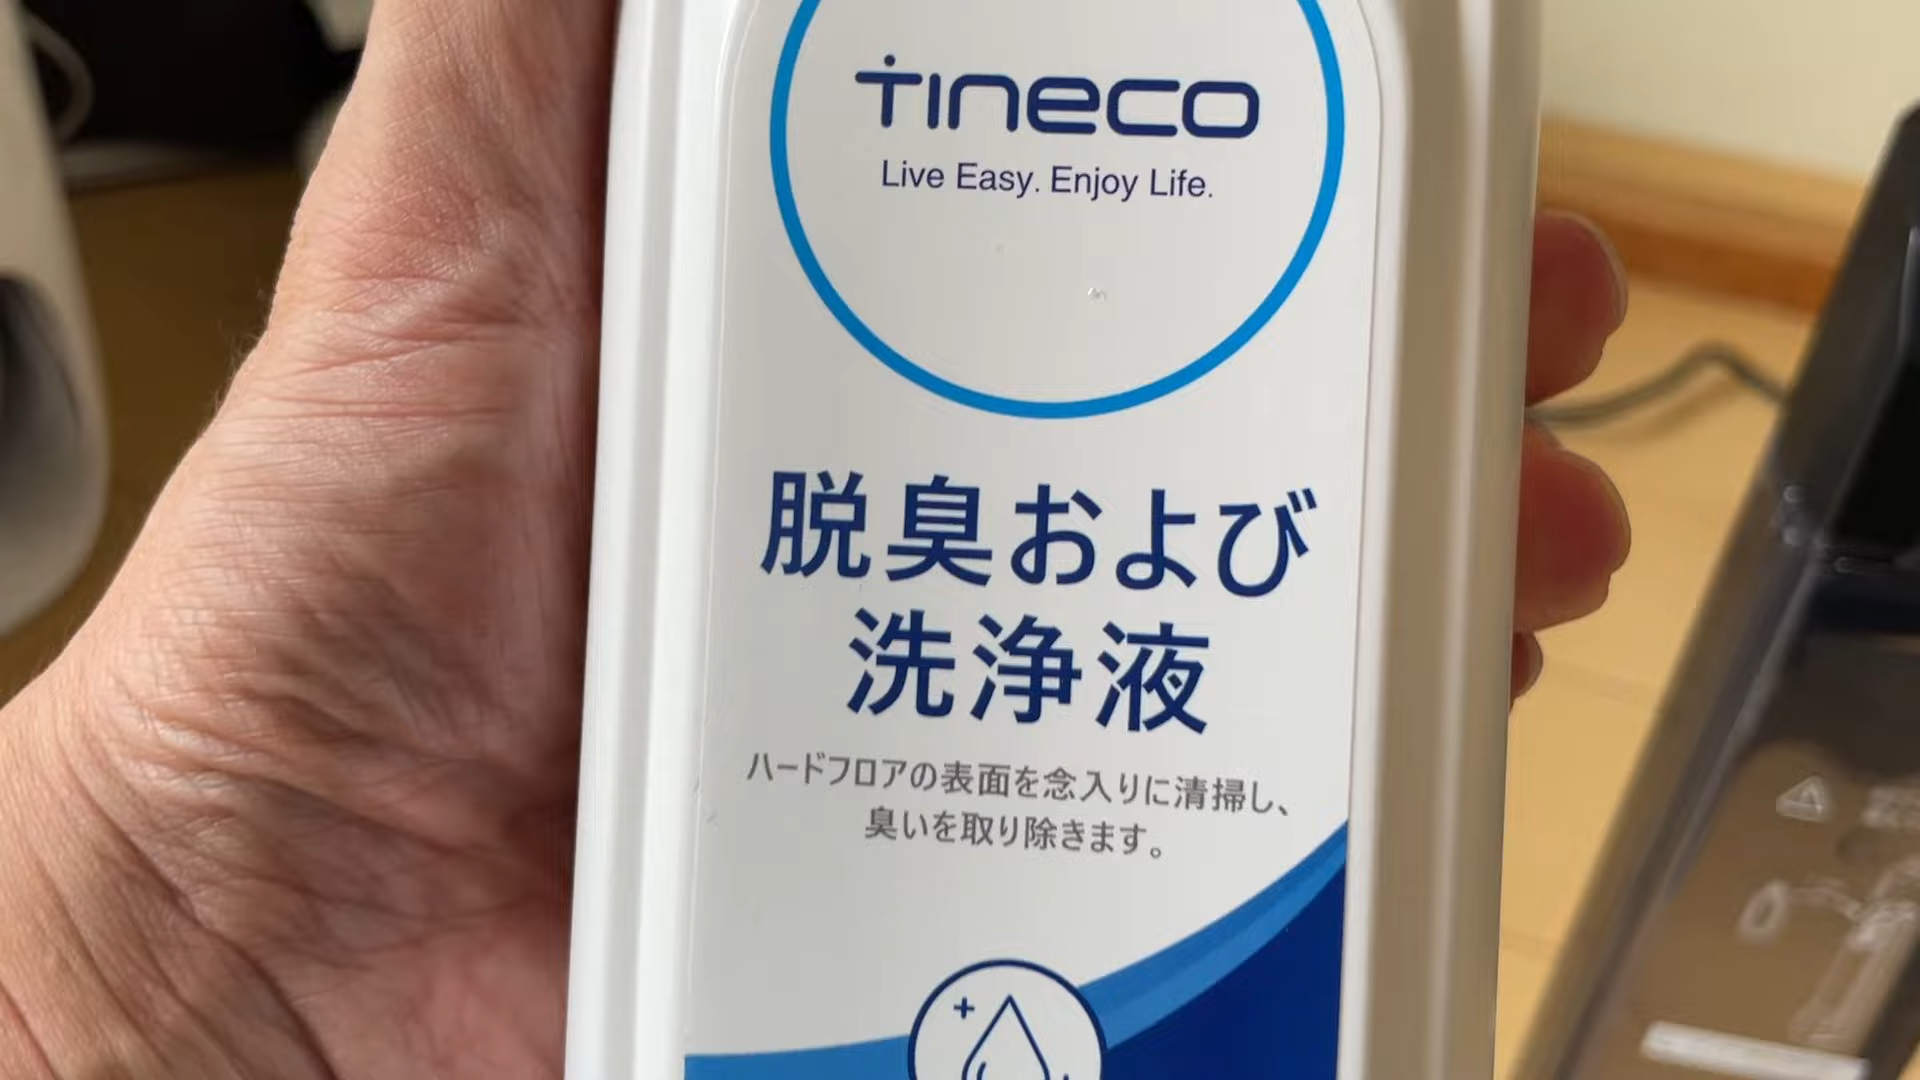 TINECO
Live Easy. Enjoy Life.
脱臭および
洗浄液
ハードフロアの表面を念入りに清掃し、
臭いを取り除きます。